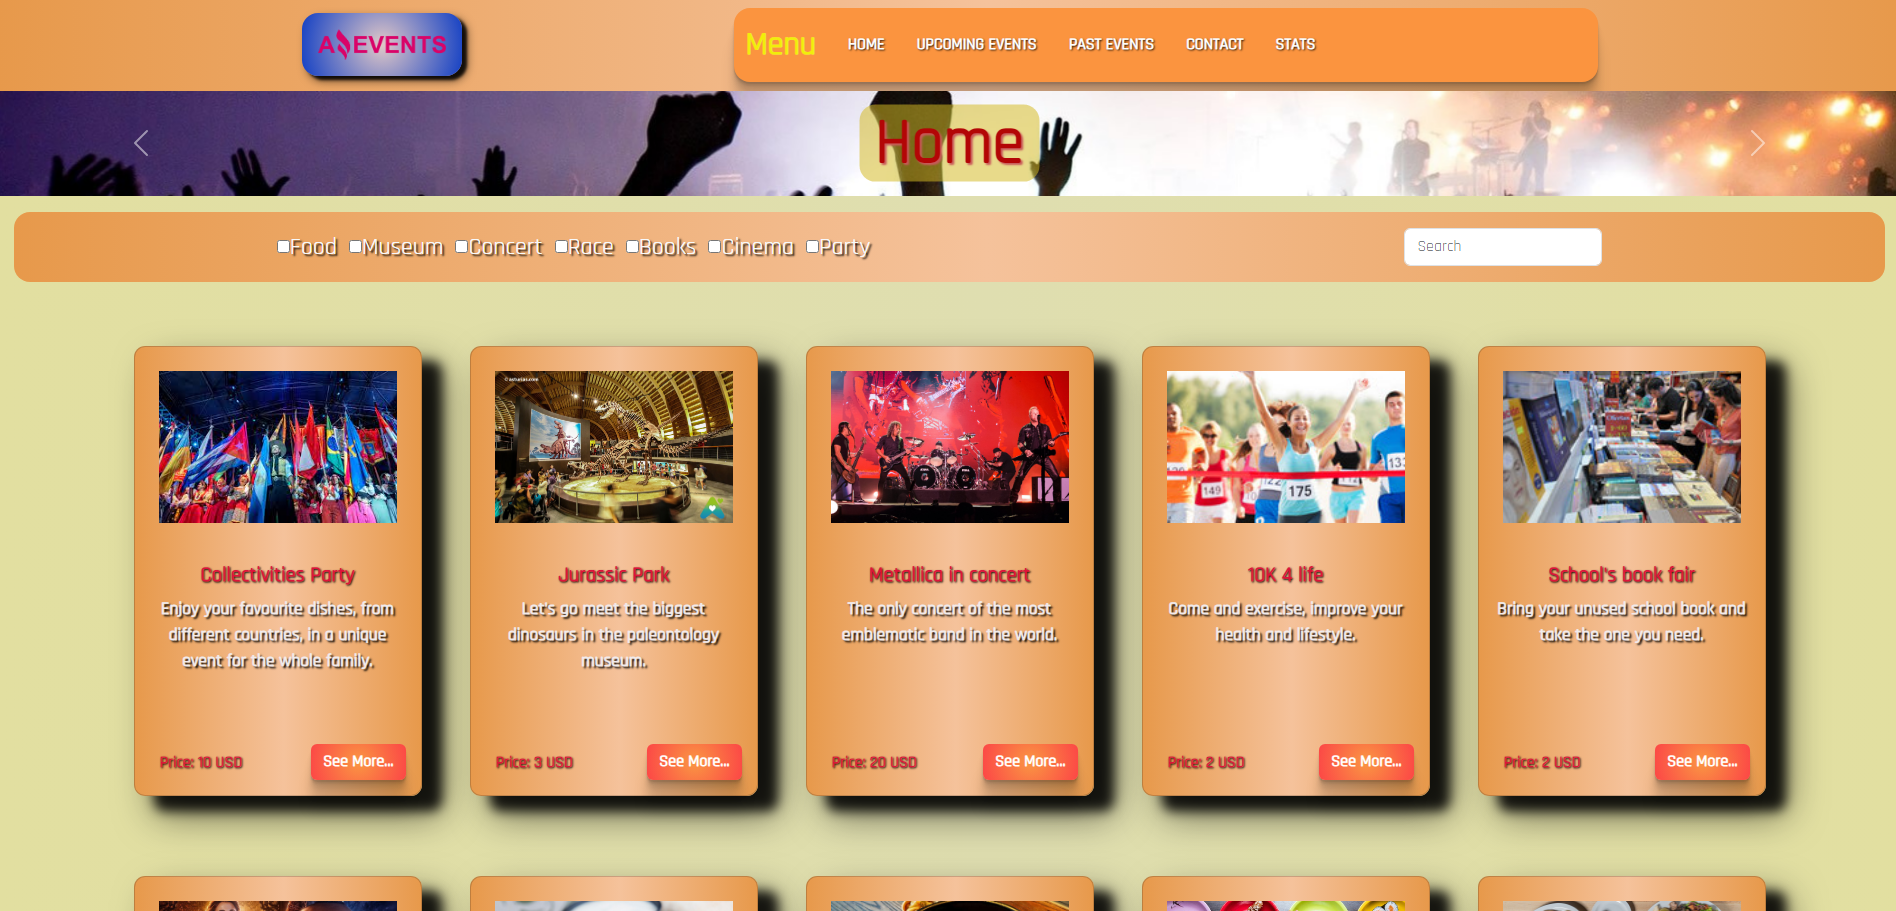 A EVENTS
Menu
HOME
UPCOMING EVENTS
PAST EVENTS
CONTACT
STATS
Home
Food
Museum
Concert
Race
Books
Cinema
Party
Search
Collectivities Party
Enjoy your favourite dishes, from
different countries, in a unique
event for the whole family.
Price: 10 USD
See More...
Jurassic Park
Let's go meet the biggest
dinosaurs in the paleontology
museum.
Price: 3 USD
See More...
Metallica in concert
The only concert of the most
emblematic band in the world.
Price: 20 USD
See More...
149
122
175
133
10K 4 life
Come and exercise, improve your
health and lifestyle.
Price: 2 USD
See More...
School's book fair
Bring your unused school book and
take the one you need.
Price: 2 USD
See More...